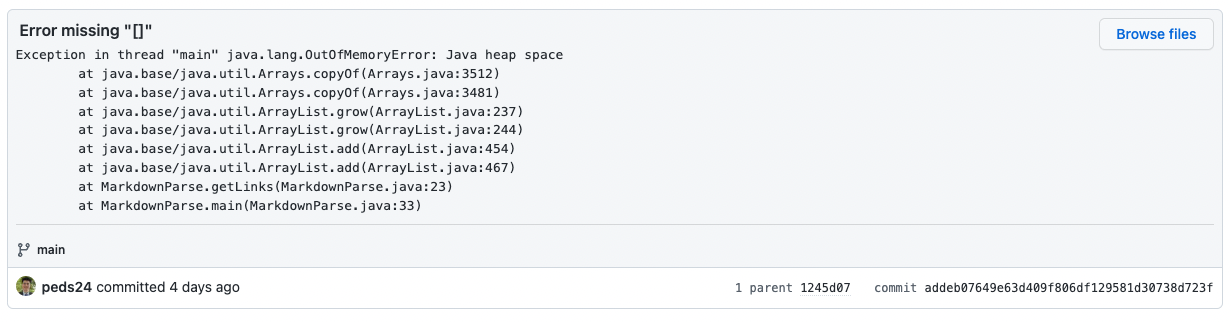 Error missing "[]"
Browse files
Exception in thread "main" java.lang.OutOfMemoryError: Java heap space
        at java.base/java.util.Arrays.copyOf(Arrays.java:3512)
        at java.base/java.util.Arrays.copyOf(Arrays.java:3481)
        at java.base/java.util.ArrayList.grow(ArrayList.java:237)
        at java.base/java.util.ArrayList.grow(ArrayList.java:244)
        at java.base/java.util.ArrayList.add(ArrayList.java:454)
        at java.base/java.util.ArrayList.add(ArrayList.java:467)
        at MarkdownParse.getLinks(MarkdownParse.java:23)
        at MarkdownParse.main(MarkdownParse.java:33)
main
peds24 committed 4 days ago
1 parent 1245d07 commit addeb07649e63d409f806df129581d30738d723f